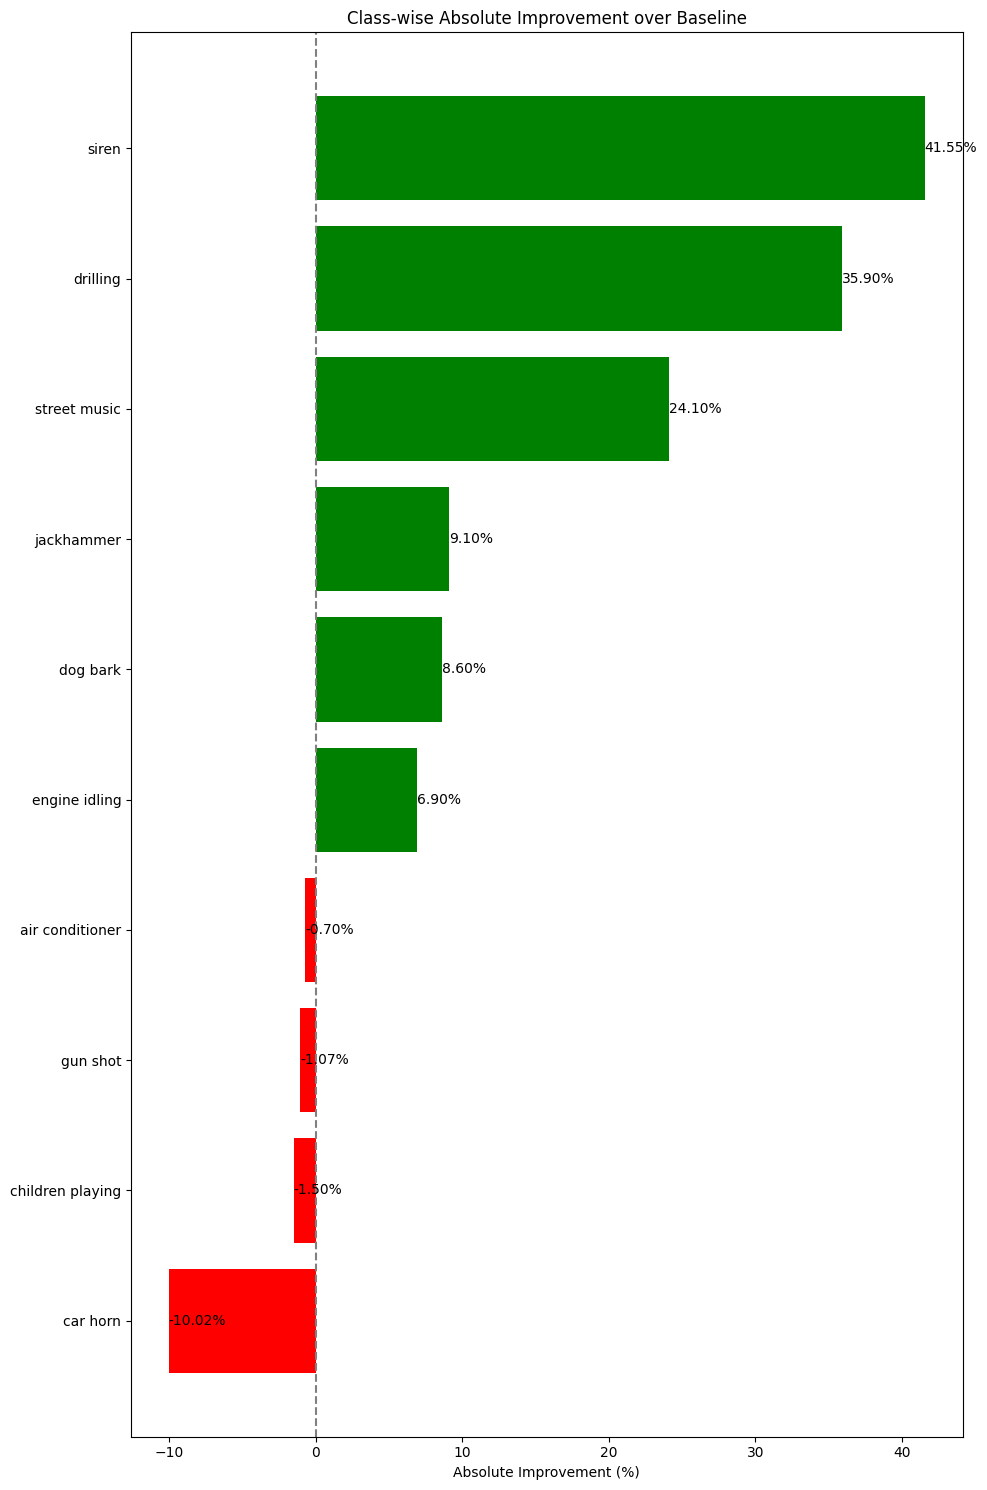 Class-wise Absolute Improvement over Baseline
siren
41.55%
drilling
35.90%
street music
24.10%
jackhammer
9.10%
dog bark
8.60%
engine idling
6.90%
air conditioner
-0.70%
gun shot
-1.07%
children playing
-1.50%
car horn
-10.02%
−10 0 10 20 30 40
Absolute Improvement (%)